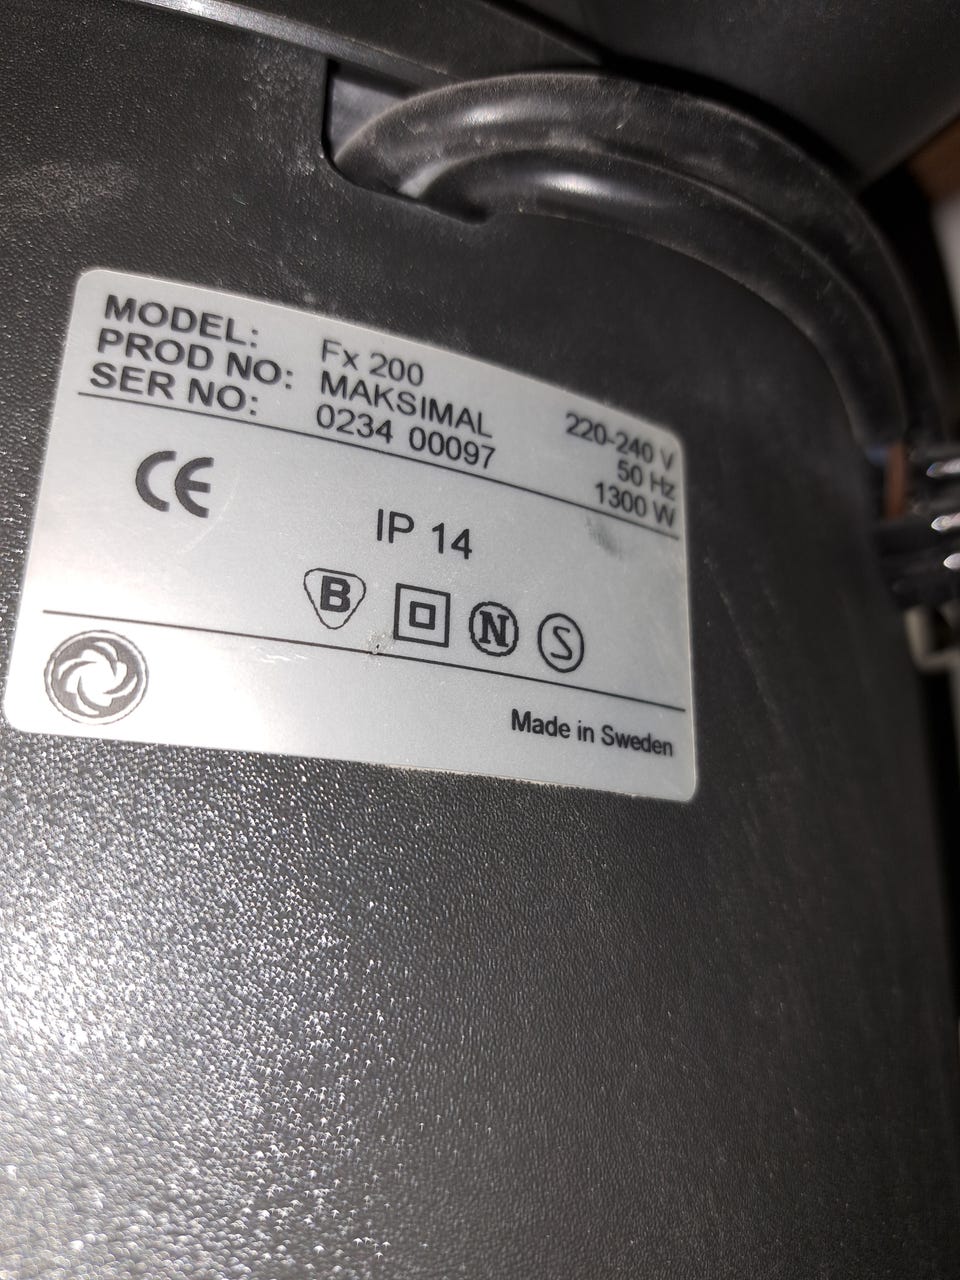 MODEL: Fx 200
PROD NO: MAKSIMAL 220-240 V
SER NO: 0234 00097 50 Hz
1300 W
CE
IP 14
B N S
Made in Sweden